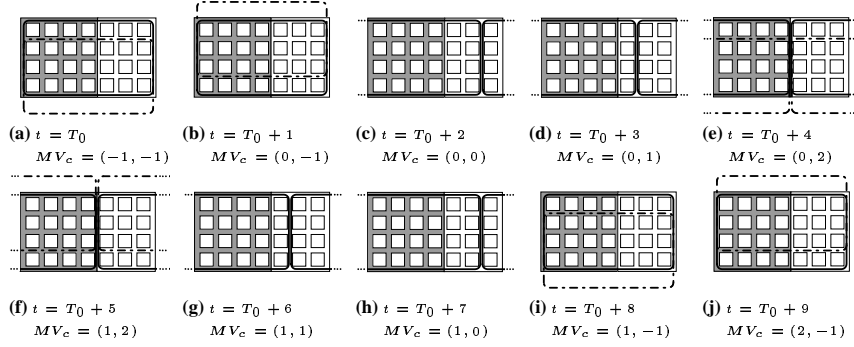 (a) t = T0
MVc = (−1, −1)
(b) t = T0 + 1
MVc = (0, −1)
(c) t = T0 + 2
MVc = (0, 0)
(d) t = T0 + 3
MVc = (0, 1)
(e) t = T0 + 4
MVc = (0, 2)
(f) t = T0 + 5
MVc = (1, 2)
(g) t = T0 + 6
MVc = (1, 1)
(h) t = T0 + 7
MVc = (1, 0)
(i) t = T0 + 8
MVc = (1, −1)
(j) t = T0 + 9
MVc = (2, −1)